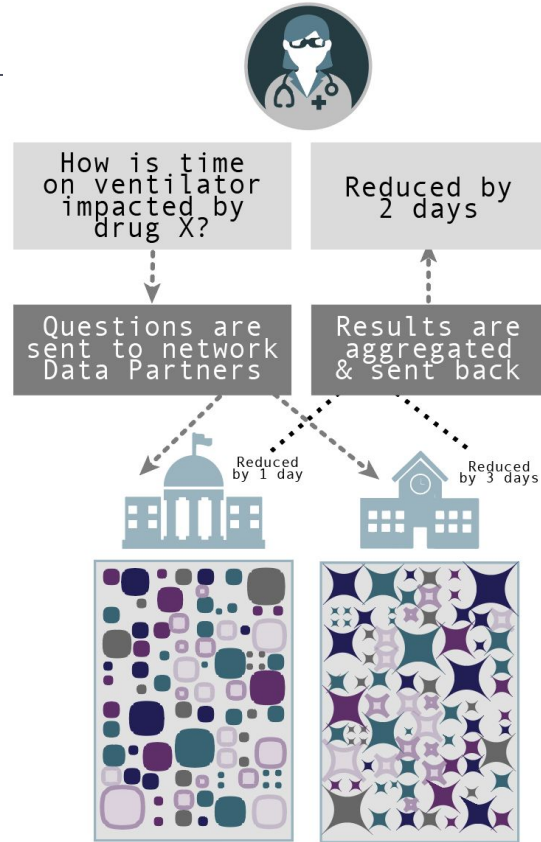 How is time
on ventilator
impacted by
drug X?
Reduced by
2 days
Questions are
sent to network
Data Partners
Results are
aggregated
& sent back
Reduced
by 1 day
Reduced
by 3 days